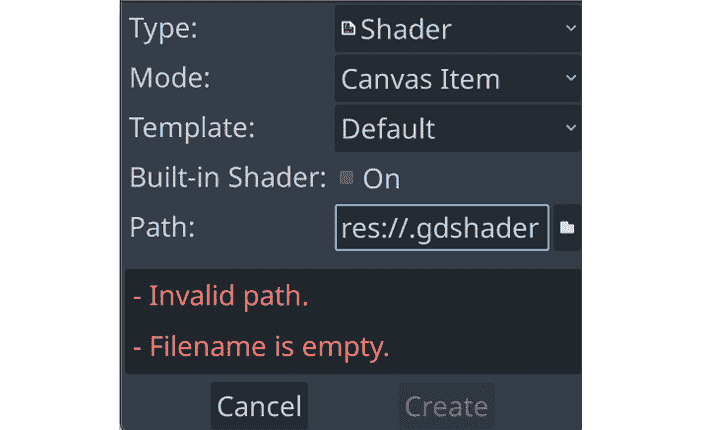 Type: Shader
Mode: Canvas Item
Template: Default
Built-in Shader: On
Path: res://.gdshader
- Invalid path.
- Filename is empty.
Cancel Create